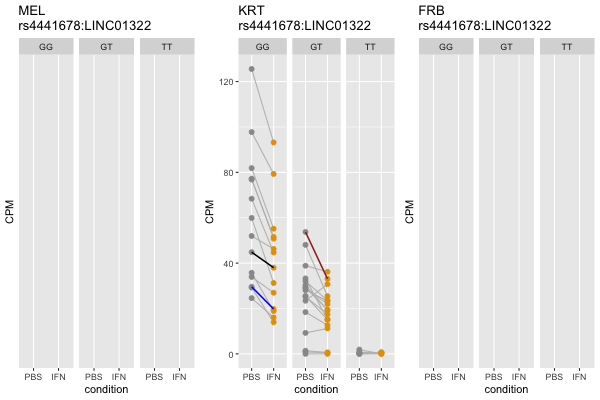 MEL
rs4441678:LINC01322
GG GT TT
CPM
PBS IFN PBS IFN PBS IFN
condition
KRT
rs4441678:LINC01322
GG GT TT
120
80
40
0
CPM
PBS IFN PBS IFN PBS IFN
condition
FRB
rs4441678:LINC01322
GG GT TT
CPM
PBS IFN PBS IFN PBS IFN
condition